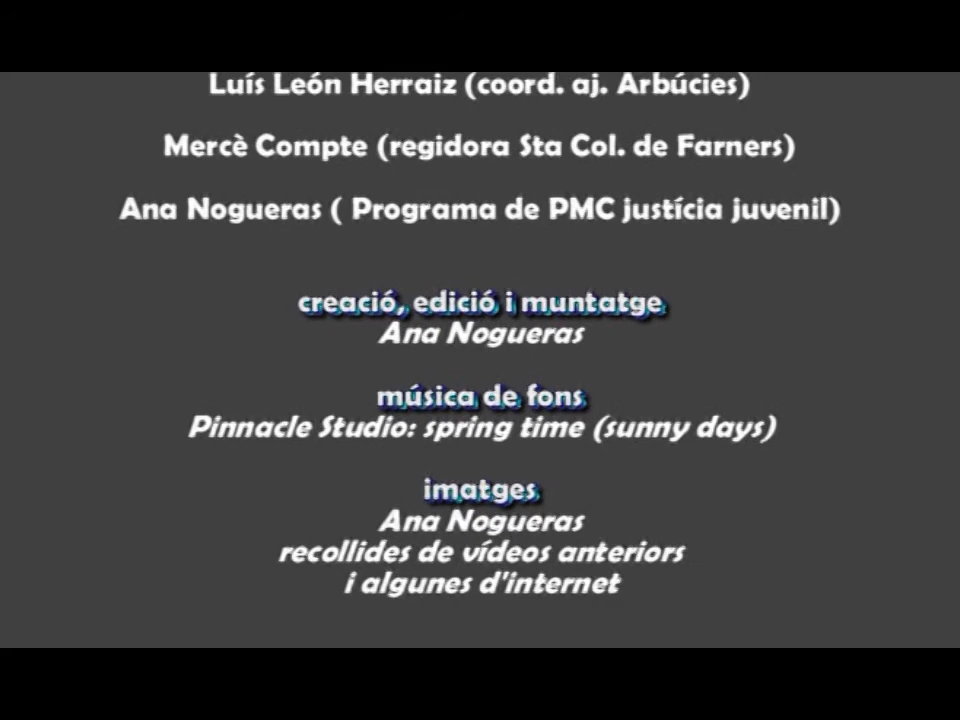 Luís León Herraiz (coord. aj. Arbúcies)
Mercè Compte (regidora Sta Col. de Farners)
Ana Nogueras ( Programa de PMC justícia juvenil)
creació, edició i muntatge
Ana Nogueras
música de fons
Pinnacle Studio: spring time (sunny days)
imatges
Ana Nogueras
recollides de vídeos anteriors
i algunes d'internet